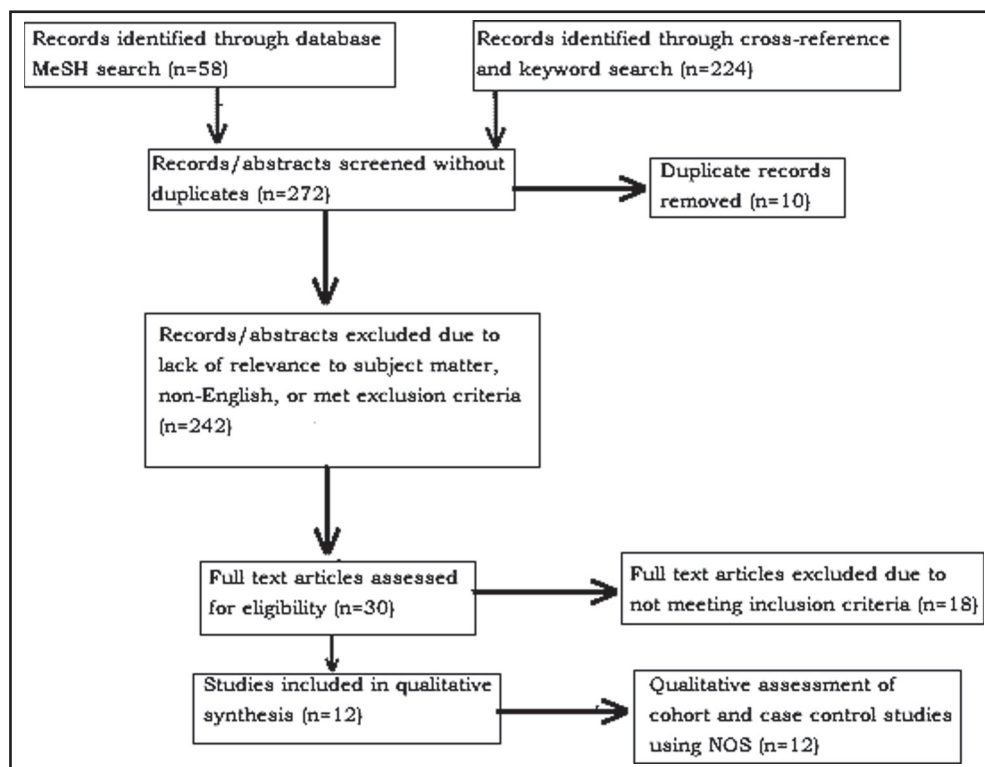 Records identified through database
MeSH search (n=58)
Records identified through cross-reference
and keyword search (n=224)
Records/abstracts screened without
duplicates (n=272)
Duplicate records
removed (n=10)
Records/abstracts excluded due to
lack of relevance to subject matter,
non-English, or met exclusion criteria
(n=242)
Full text articles assessed
for eligibility (n=30)
Full text articles excluded due to
not meeting inclusion criteria (n=18)
Studies included in qualitative
synthesis (n=12)
Qualitative assessment of
cohort and case control studies
using NOS (n=12)